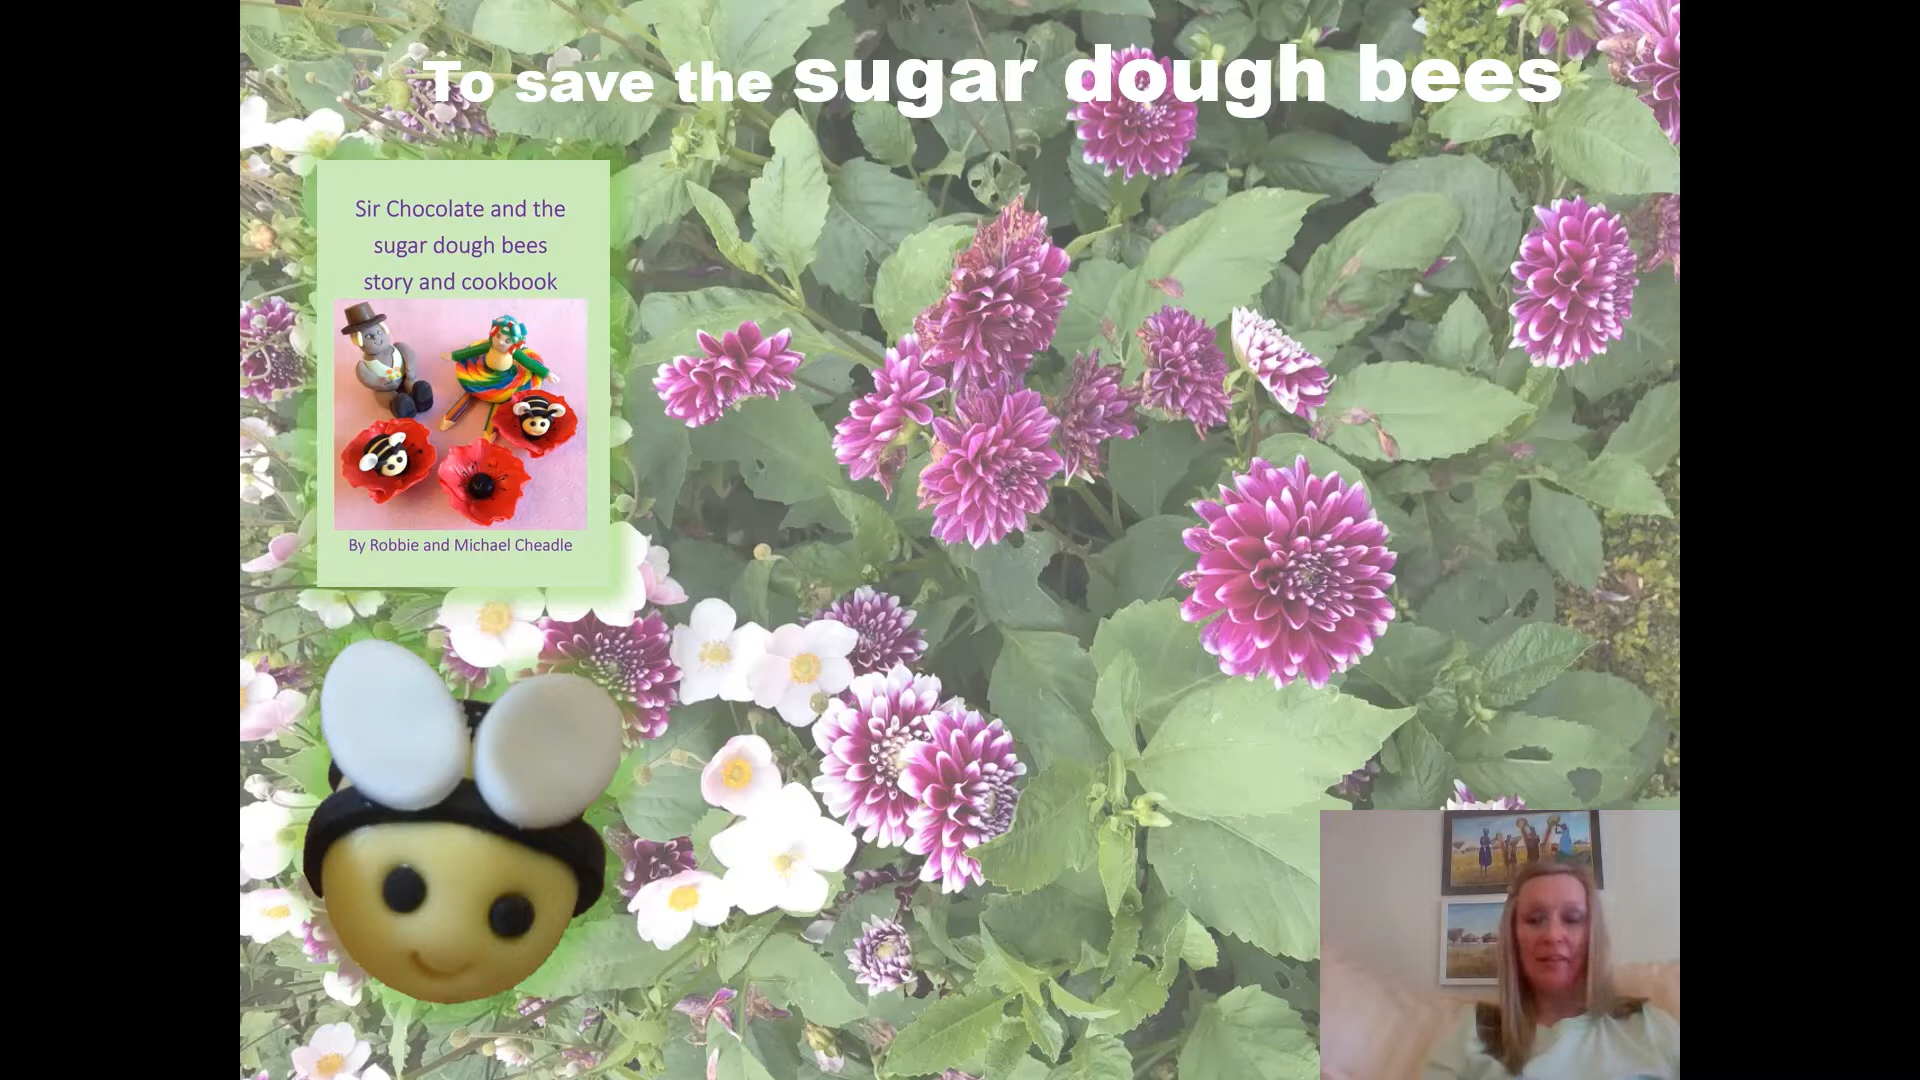 To save the sugar dough bees
Sir Chocolate and the
sugar dough bees
story and cookbook
By Robbie and Michael Cheadle